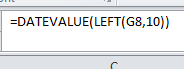 =DATEVALUE(LEFT(G8,10))
C